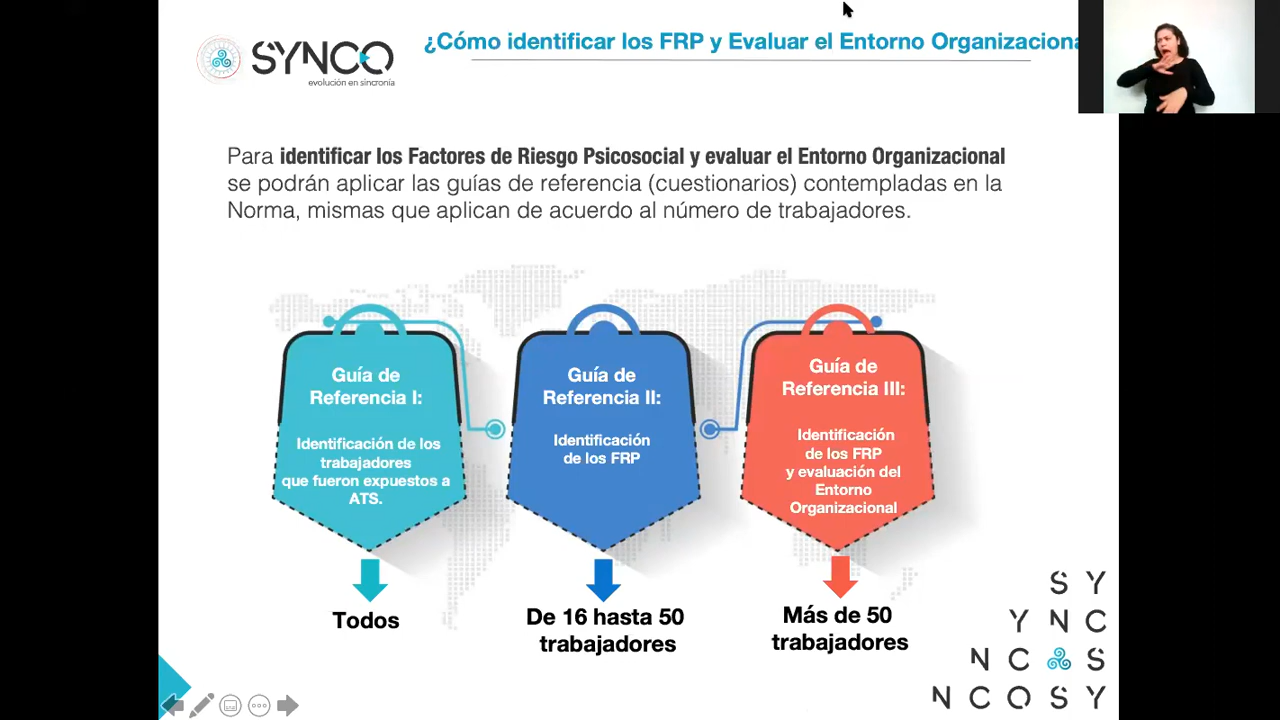 SYNCO
evolución en sincronía
¿Cómo identificar los FRP y Evaluar el Entorno Organizaciona
Para identificar los Factores de Riesgo Psicosocial y evaluar el Entorno Organizacional
se podrán aplicar las guías de referencia (cuestionarios) contempladas en la
Norma, mismas que aplican de acuerdo al número de trabajadores.
Guía de
Referencia I:
Identificación de los
trabajadores
que fueron expuestos a
ATS.
Todos
Guía de
Referencia II:
Identificación
de los FRP
De 16 hasta 50
trabajadores
Guía de
Referencia III:
Identificación
de los FRP
y evaluación del
Entorno
Organizacional
Más de 50
trabajadores
S Y
Y N C
N C S
N C O S Y